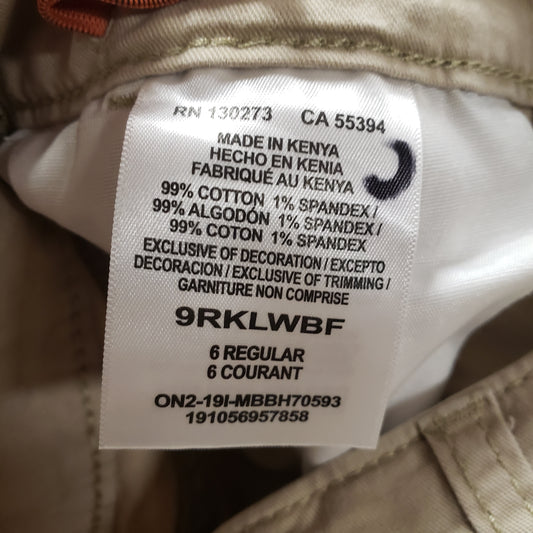 RN 130273 CA 55394
MADE IN KENYA
HECHO EN KENIA
FABRIQUÉ AU KENYA
99% COTTON 1% SPANDEX /
99% ALGODÓN 1% SPANDEX /
99% COTON 1% SPANDEX
EXCLUSIVE OF DECORATION / EXCEPTO
DECORACION / EXCLUSIVE OF TRIMMING /
GARNITURE NON COMPRISE
9RKLWBF
6 REGULAR
6 COURANT
ON2-19I-MBBH70593
191056957858